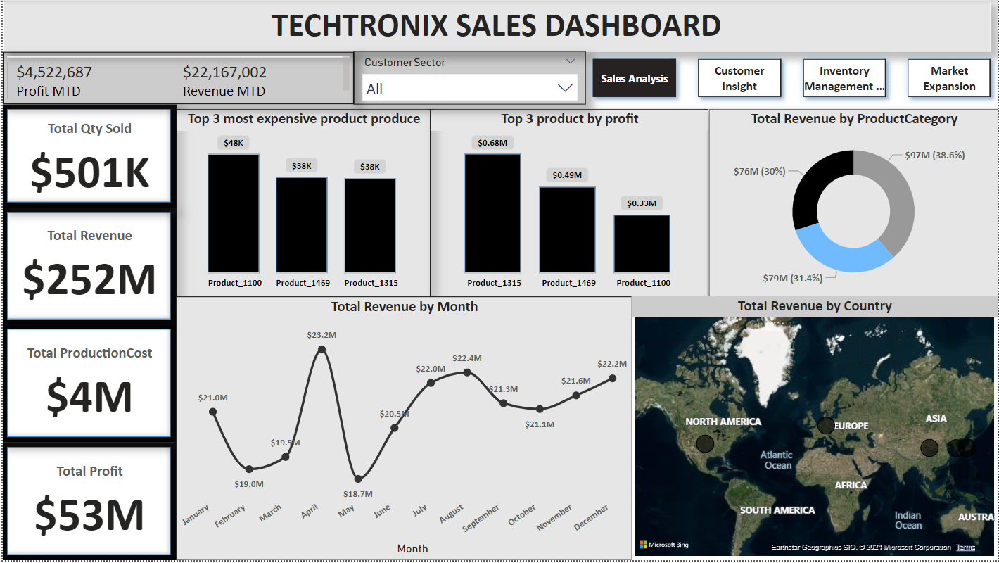 TECHTRONIX SALES DASHBOARD
$4,522,687
Profit MTD
$22,167,002
Revenue MTD
CustomerSector
All
Sales Analysis
Customer
Insight
Inventory
Management ...
Market
Expansion
Total Qty Sold
$501K
Total Revenue
$252M
Total ProductionCost
$4M
Total Profit
$53M
Top 3 most expensive product produce
$48K
$38K
$38K
Product_1100
Product_1469
Product_1315
Top 3 product by profit
$0.68M
$0.49M
$0.33M
Product_1315
Product_1469
Product_1100
Total Revenue by ProductCategory
$97M (38.6%)
$76M (30%)
$79M (31.4%)
Total Revenue by Month
$21.0M
$19.0M
$19.5M
$23.2M
$18.7M
$20.5M
$22.0M
$22.4M
$21.3M
$21.1M
$21.6M
$22.2M
January
February
March
April
May
June
July
August
September
October
November
December
Month
Total Revenue by Country
NORTH AMERICA
EUROPE
ASIA
Atlantic
Ocean
AFRICA
SOUTH AMERICA
Indian
Ocean
AUSTRA
Microsoft Bing
Earthstar Geographics SIO, © 2024 Microsoft Corporation Terms